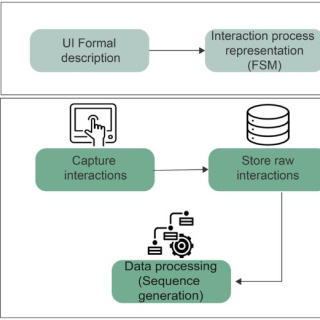 UI Formal
description
Interaction process
representation
(FSM)
Capture
interactions
Store raw
interactions
Data processing
(Sequence
generation)